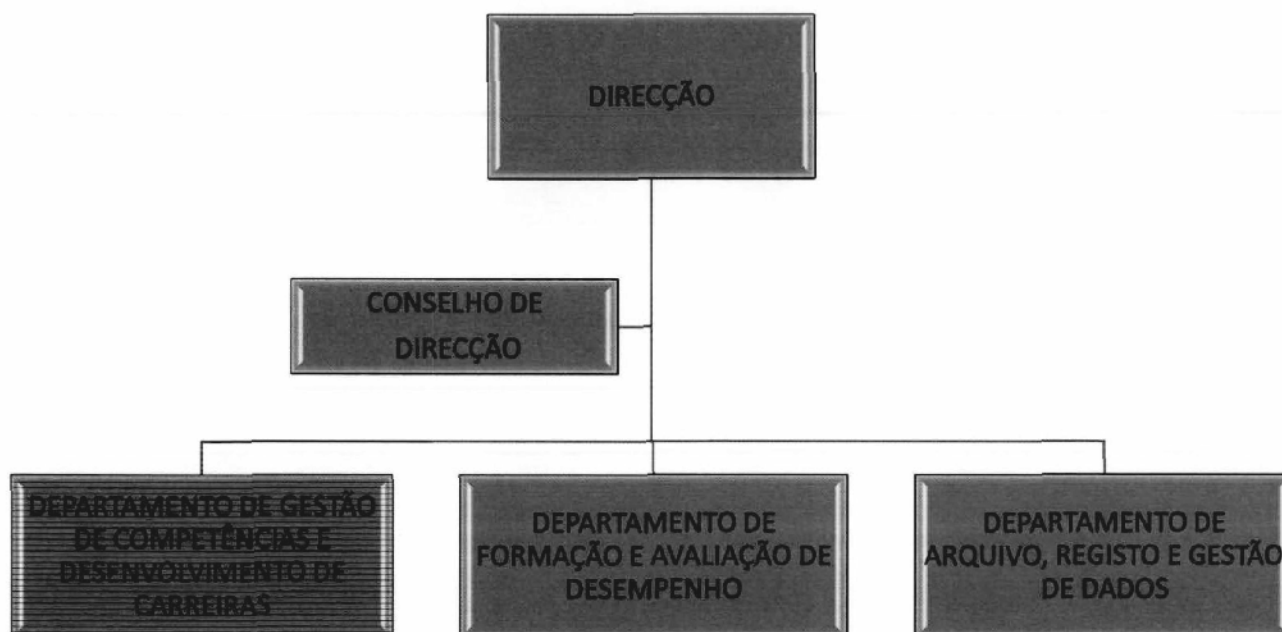 DIRECÇÃO
CONSELHO DE
DIRECÇÃO
DEPARTAMENTO DE GESTÃO
DE COMPETÊNCIAS E
DESENVOLVIMENTO DE
CARREIRAS
DEPARTAMENTO DE
FORMAÇÃO E AVALIAÇÃO DE
DESEMPENHO
DEPARTAMENTO DE
ARQUIVO, REGISTO E GESTÃO
DE DADOS